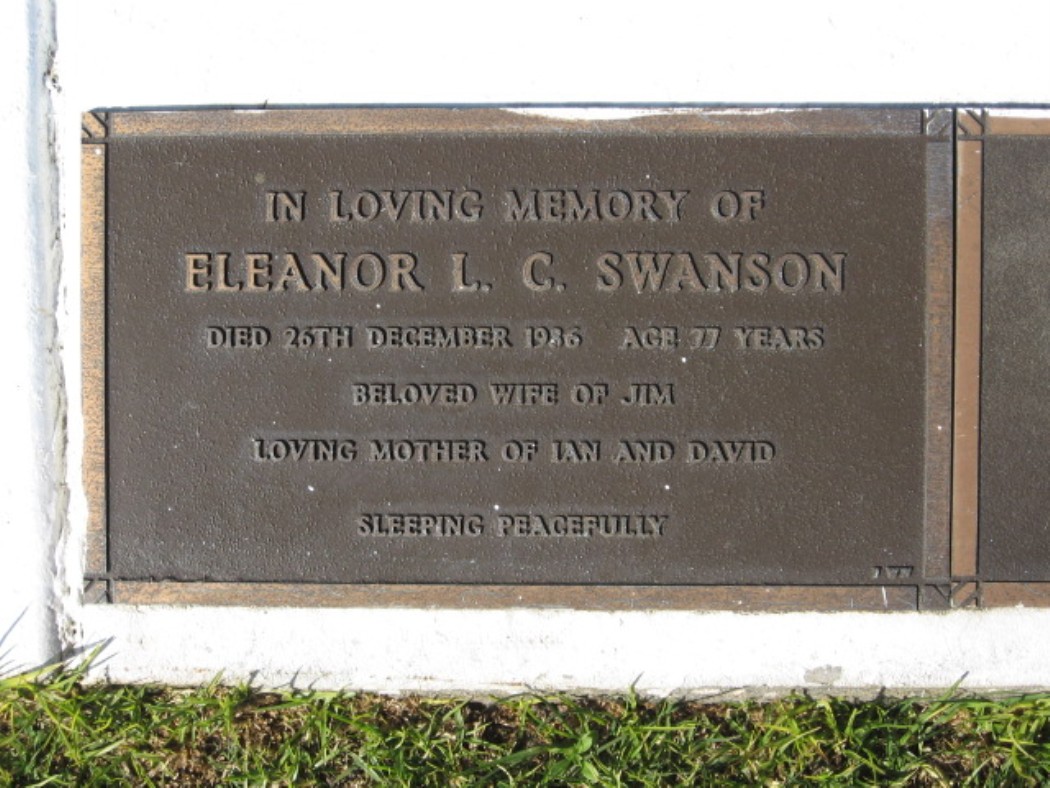 IN LOVING MEMORY OF
ELEANOR L. C. SWANSON
DIED 26TH DECEMBER 1986 AGE 77 YEARS
BELOVED WIFE OF JIM
LOVING MOTHER OF IAN AND DAVID
SLEEPING PEACEFULLY